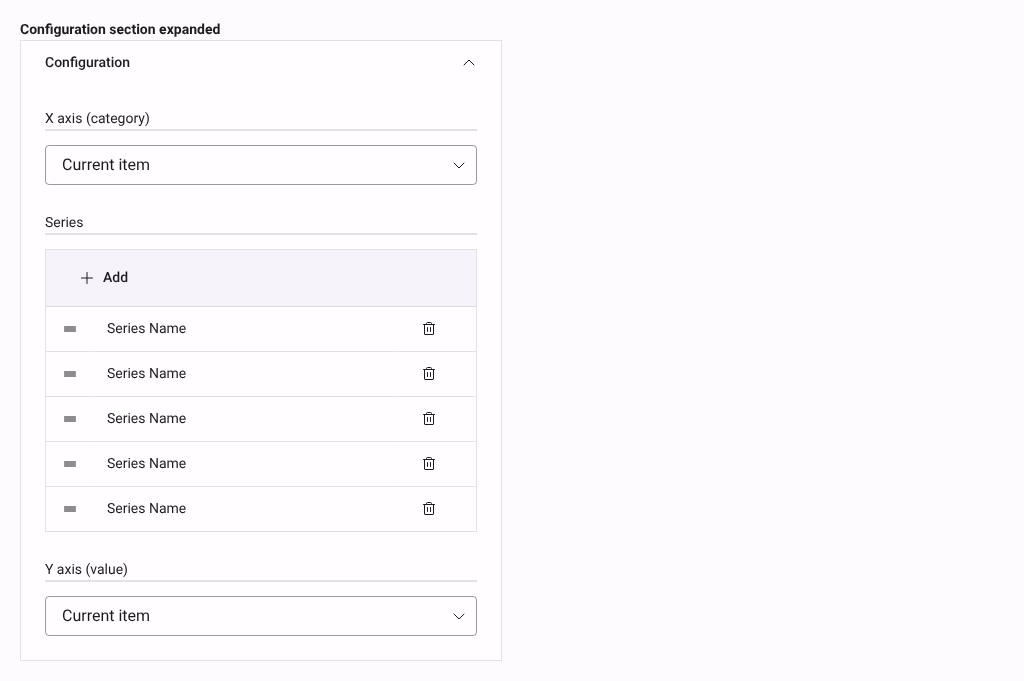 Configuration section expanded
Configuration
X axis (category)
Current item
Series
Add
Series Name
Series Name
Series Name
Series Name
Series Name
Y axis (value)
Current item